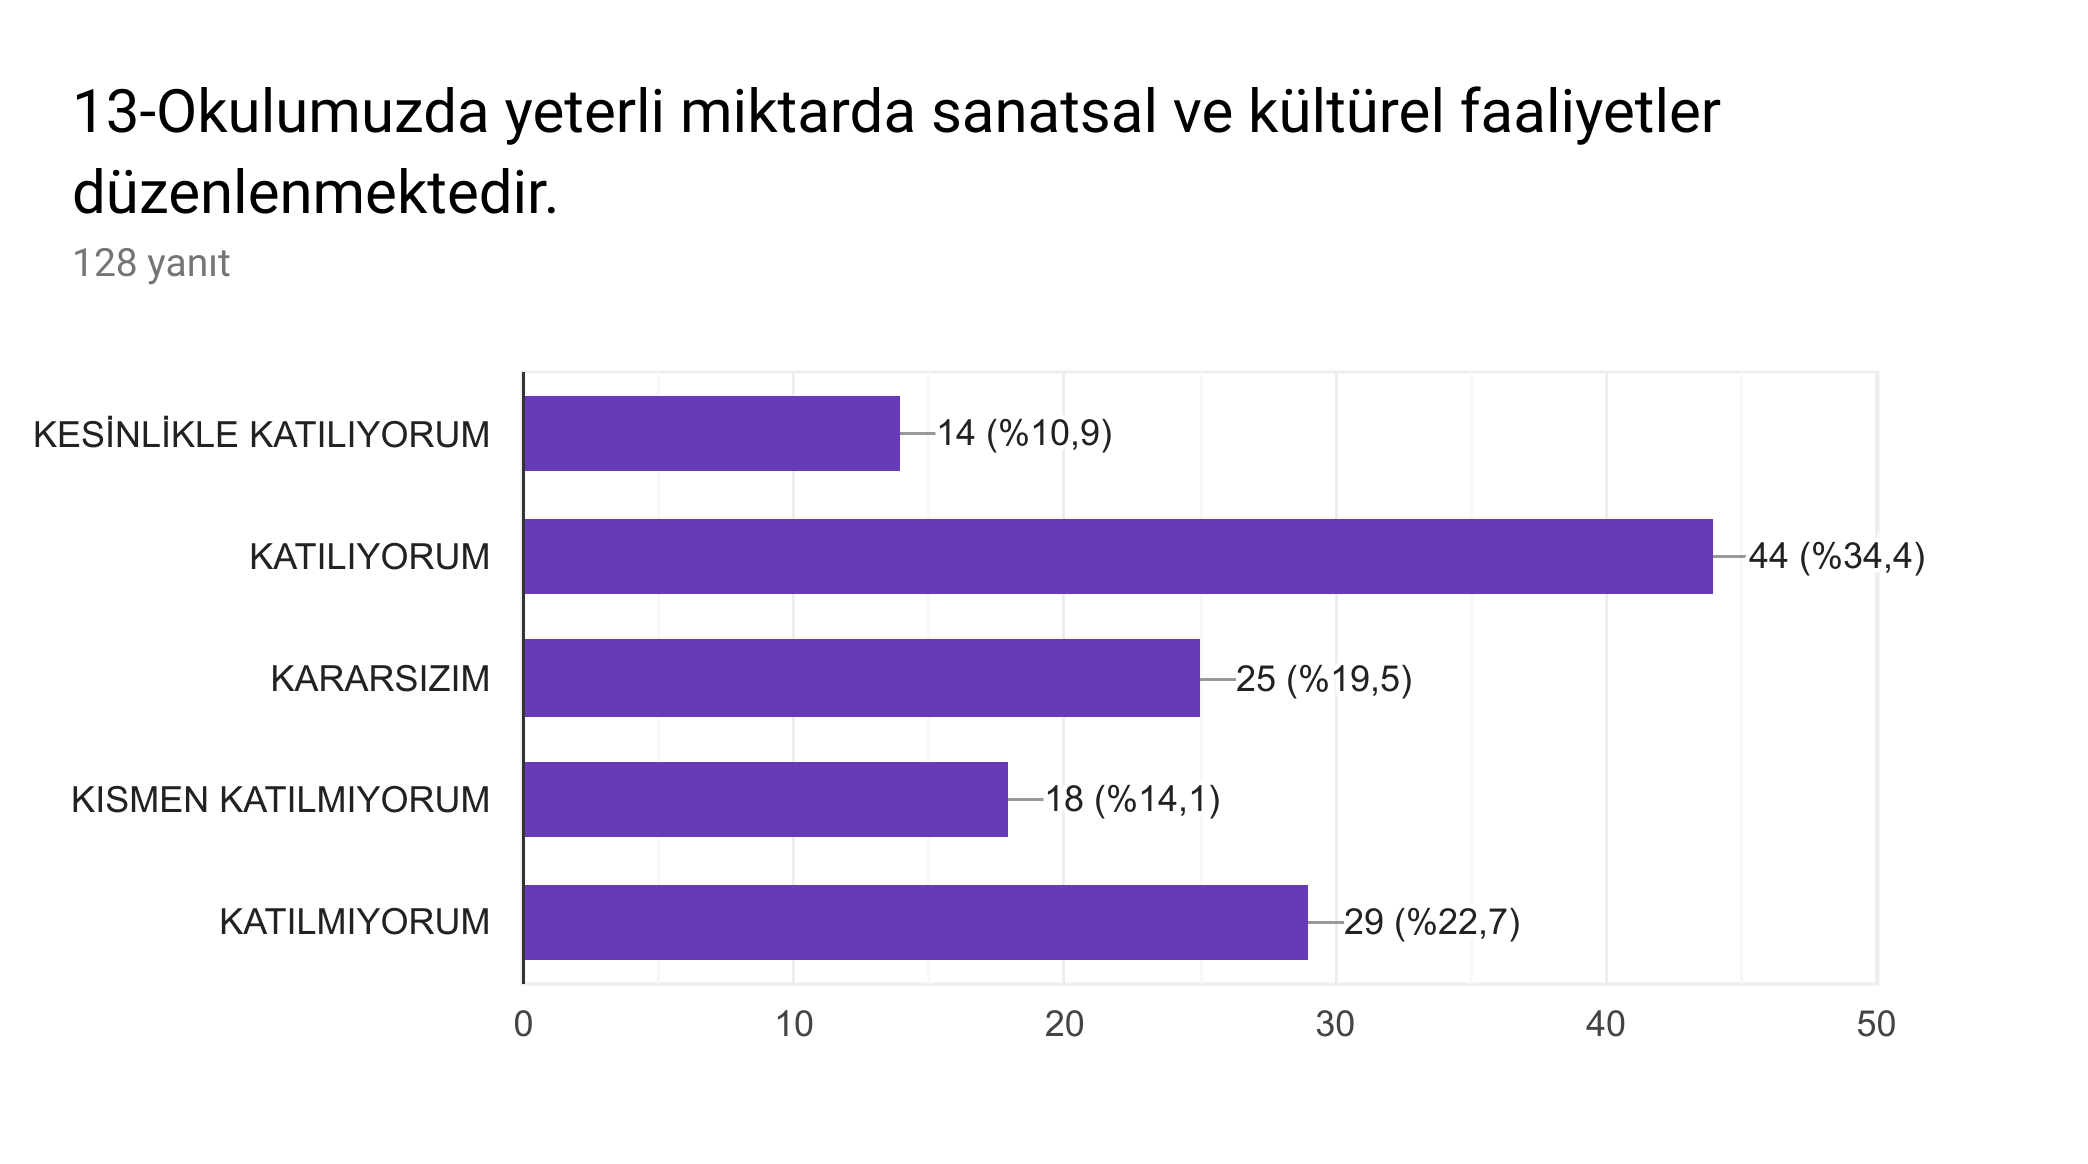 13-Okulumuzda yeterli miktarda sanatsal ve kültürel faaliyetler
düzenlenmektedir.
128 yanıt
KESİNLİKLE KATILIYORUM
14 (%10,9)
KATILIYORUM
44 (%34,4)
KARARSIZIM
25 (%19,5)
KISMEN KATILMIYORUM
18 (%14,1)
KATILMIYORUM
29 (%22,7)
0 10 20 30 40 50